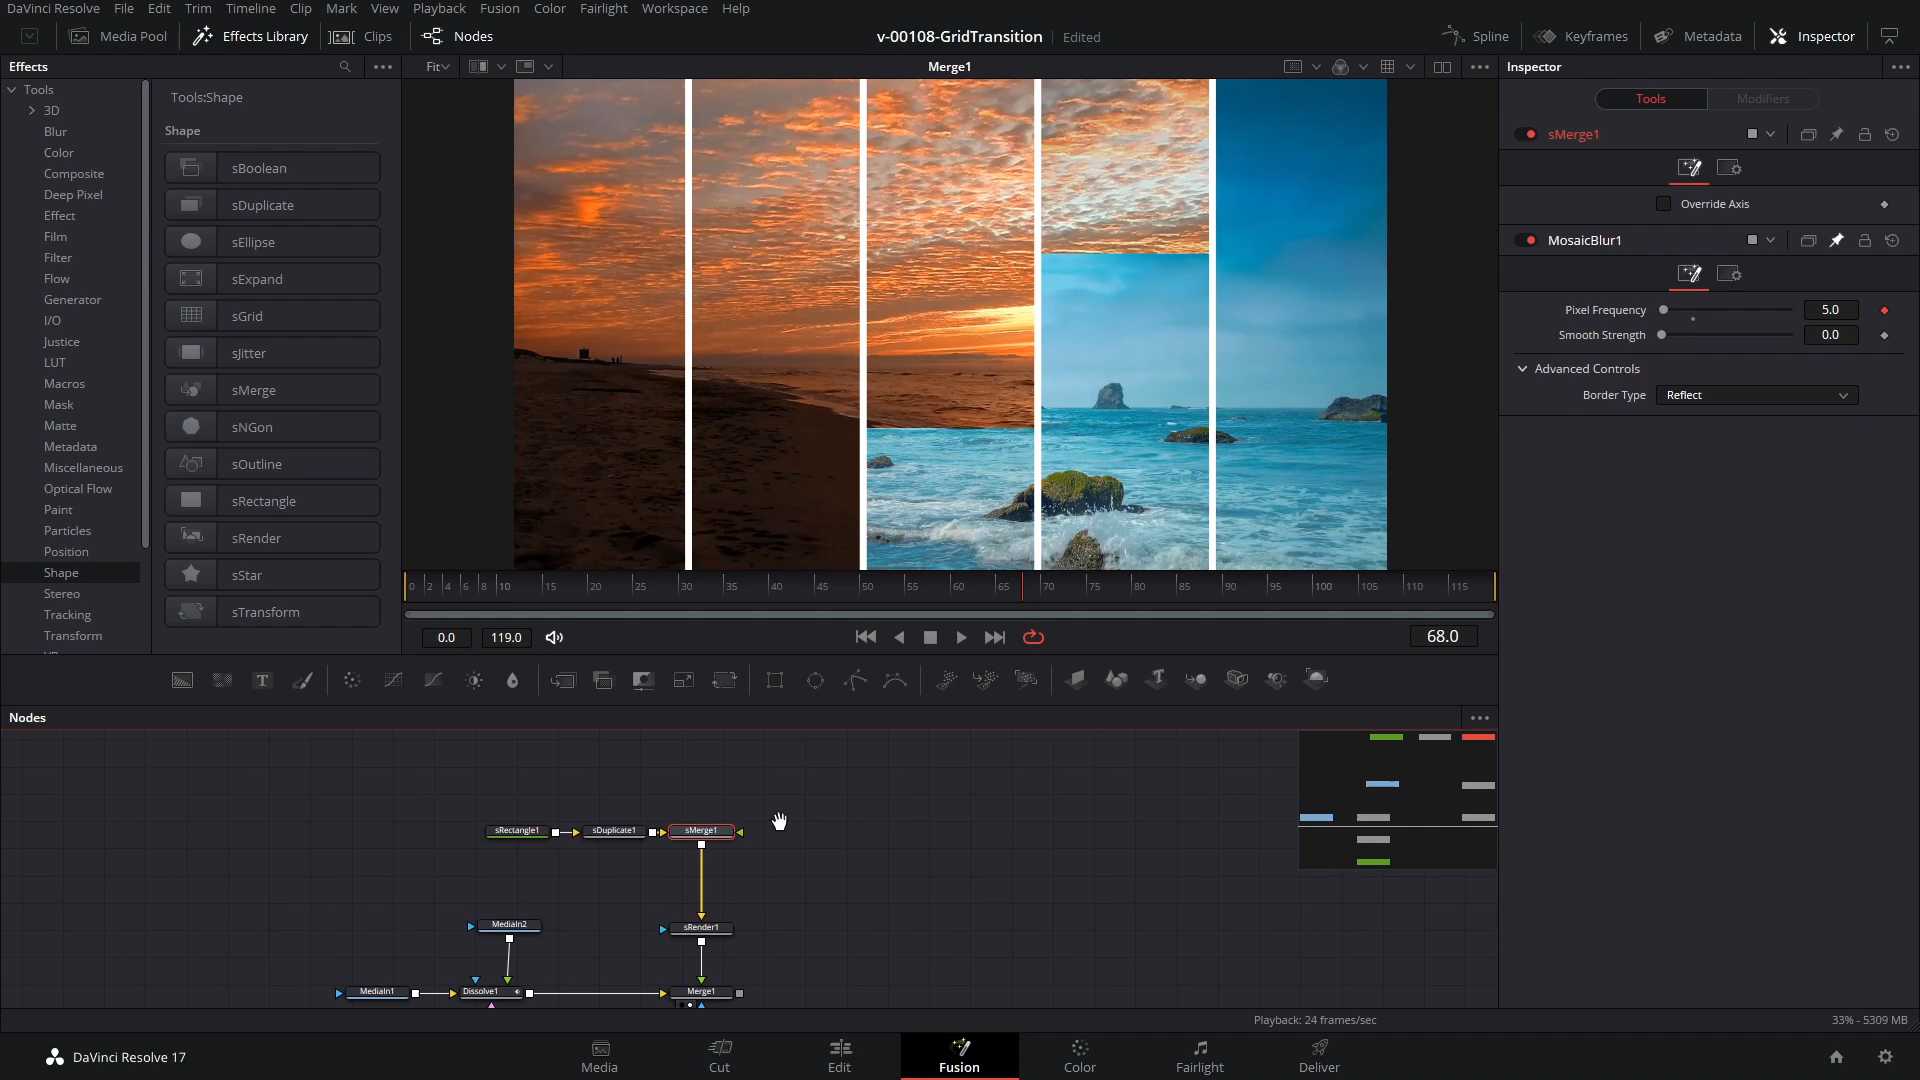 DaVinci Resolve File Edit Trim Timeline Clip Mark View Playback Fusion Color Fairlight Workspace Help
Media Pool Effects Library Clips Nodes v-00108-GridTransition Edited Spline Keyframes Metadata Inspector
Effects Fit Merge1 Inspector
Tools
3D
Blur
Color
Composite
Deep Pixel
Effect
Film
Filter
Flow
Generator
I/O
Justice
LUT
Macros
Mask
Matte
Metadata
Miscellaneous
Optical Flow
Paint
Particles
Position
Shape
Stereo
Tracking
Transform
Tools:Shape
Shape
sBoolean
sDuplicate
sEllipse
sExpand
sGrid
sJitter
sMerge
sNGon
sOutline
sRectangle
sRender
sStar
sTransform
0 2 4 6 8 10 15 20 25 30 35 40 45 50 55 60 65 70 75 80 85 90 95 100 105 110 115
0.0 119.0 68.0
Tools Modifiers
sMerge1
Override Axis
MosaicBlur1
Pixel Frequency 5.0
Smooth Strength 0.0
Advanced Controls
Border Type Reflect
T T
Nodes
sRectangle1 sDuplicate1 sMerge1
MediaIn2 sRender1
MediaIn1 Dissolve1 Merge1
Playback: 24 frames/sec 33% - 5309 MB
DaVinci Resolve 17 Media Cut Edit Fusion Color Fairlight Deliver